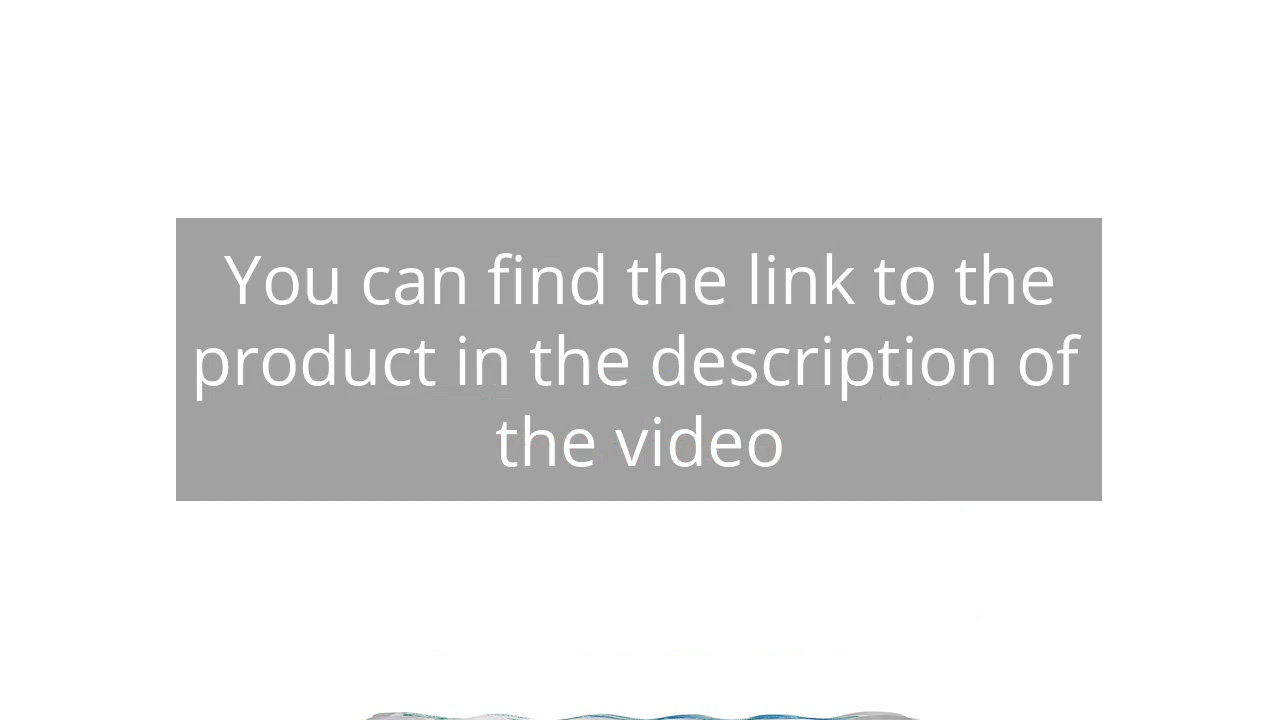 You can find the link to the
product in the description of
the video